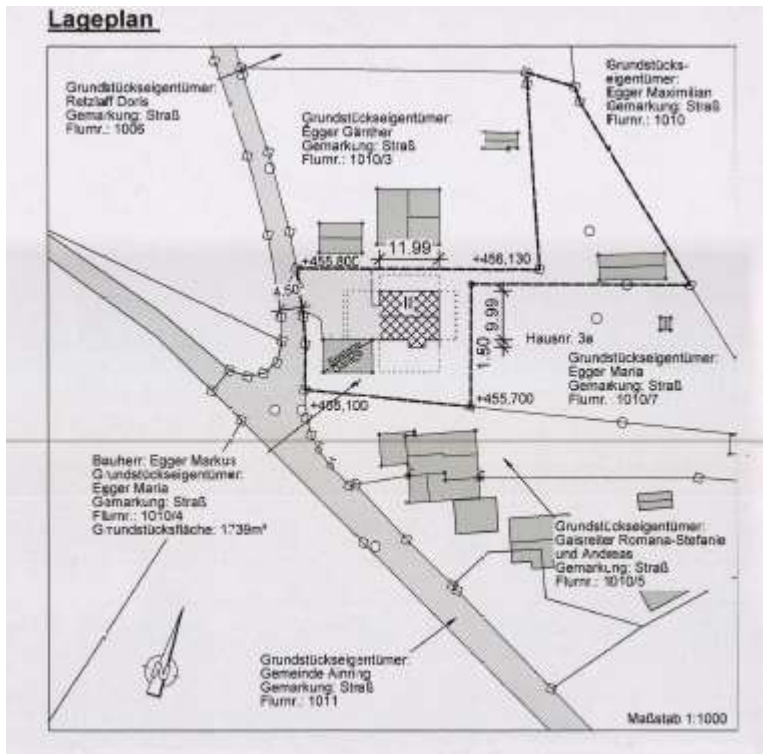 Lageplan
Grundstückseigentümer:
Retzlaff Doris
Gemarkung: Straß
Flurnr.: 1006
Grundstückseigentümer:
Egger Günther
Gemarkung: Straß
Flurnr.: 1010/3
Grundstücks-
eigentümer:
Egger Maximilian
Gemarkung: Straß
Flurnr.: 1010
11.99
+455,800
+456,130
4,50
II
9.99
1.50
Hausnr. 3a
Grundstückseigentümer:
Egger Maria
Gemarkung: Straß
Flurnr.: 1010/7
+455,100
+455,700
Bauherr: Egger Markus
Grundstückseigentümer:
Egger Maria
Gemarkung: Straß
Flurnr.: 1010/4
Grundstücksfläche: 1739m²
Grundstückseigentümer:
Gaisreiter Romana-Stefanie
und Andreas
Gemarkung: Straß
Flurnr.: 1010/5
Grundstückseigentümer:
Gemeinde Ainring
Gemarkung: Straß
Flurnr.: 1011
Maßstab 1:1000